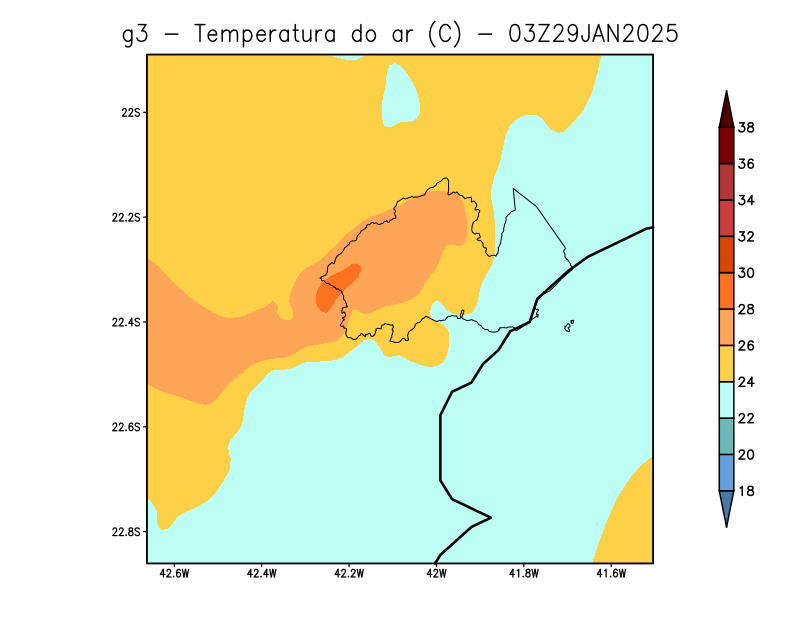 g3 − Temperatura do ar (C) − 03Z29JAN2025
22S
22.2S
22.4S
22.6S
22.8S
42.6W
42.4W
42.2W
42W
41.8W
41.6W
38
36
34
32
30
28
26
24
22
20
18